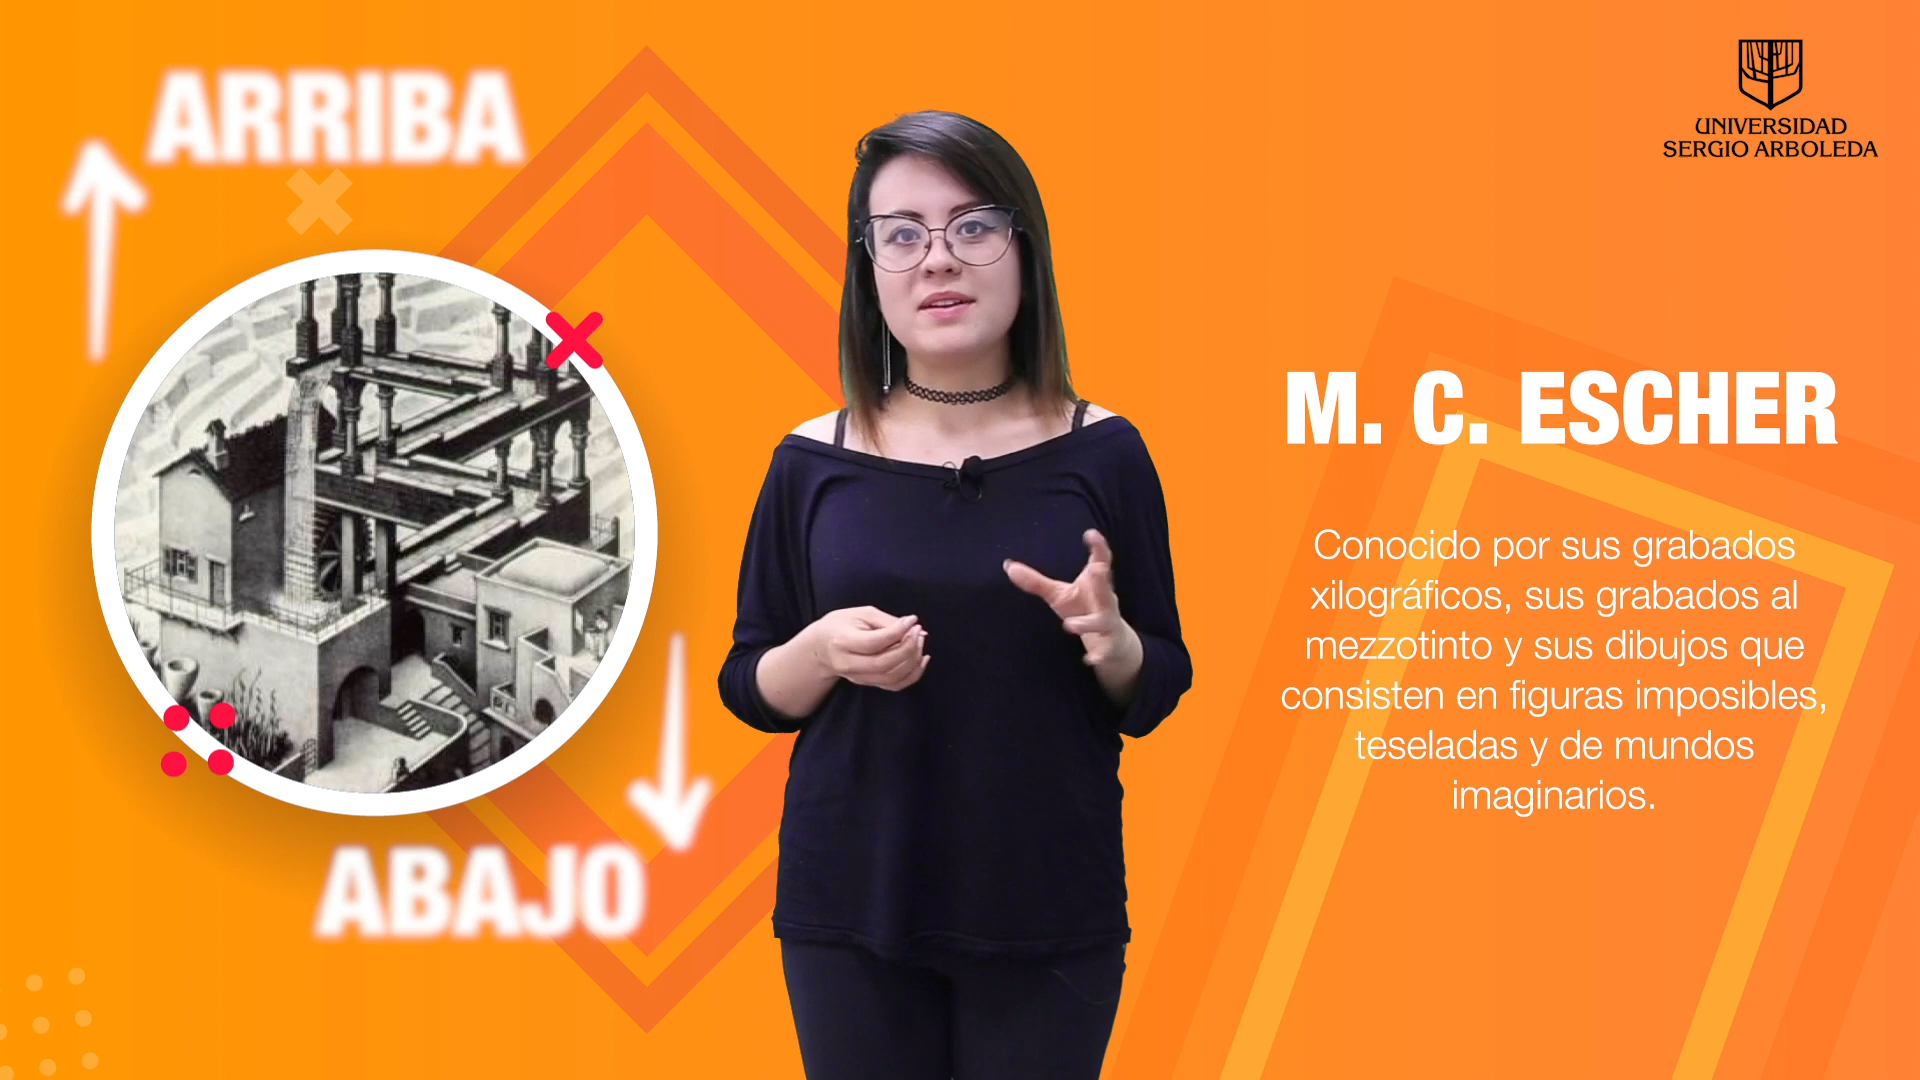 ARRIBA
ABAJO
UNIVERSIDAD
SERGIO ARBOLEDA
M. C. ESCHER
Conocido por sus grabados
xilográficos, sus grabados al
mezzotinto y sus dibujos que
consisten en figuras imposibles,
teseladas y de mundos
imaginarios.